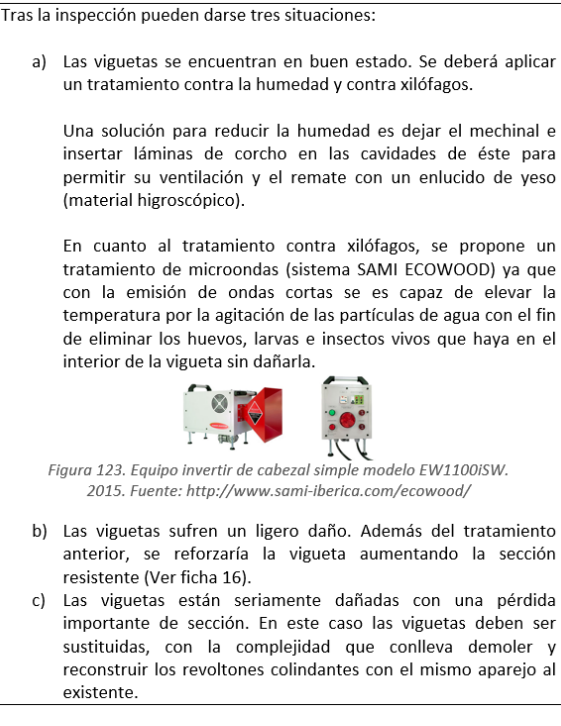 Tras la inspección pueden darse tres situaciones:
a) Las viguetas se encuentran en buen estado. Se deberá aplicar
un tratamiento contra la humedad y contra xilófagos.
Una solución para reducir la humedad es dejar el mechinal e
insertar láminas de corcho en las cavidades de éste para
permitir su ventilación y el remate con un enlucido de yeso
(material higroscópico).
En cuanto al tratamiento contra xilófagos, se propone un
tratamiento de microondas (sistema SAMI ECOWOOD) ya que
con la emisión de ondas cortas se es capaz de elevar la
temperatura por la agitación de las partículas de agua con el fin
de eliminar los huevos, larvas e insectos vivos que haya en el
interior de la vigueta sin dañarla.
Figura 123. Equipo invertir de cabezal simple modelo EW1100iSW.
2015. Fuente: http://www.sami-iberica.com/ecowood/
b) Las viguetas sufren un ligero daño. Además del tratamiento
anterior, se reforzaría la vigueta aumentando la sección
resistente (Ver ficha 16).
c) Las viguetas están seriamente dañadas con una pérdida
importante de sección. En este caso las viguetas deben ser
sustituidas, con la complejidad que conlleva demoler y
reconstruir los revoltones colindantes con el mismo aparejo al
existente.